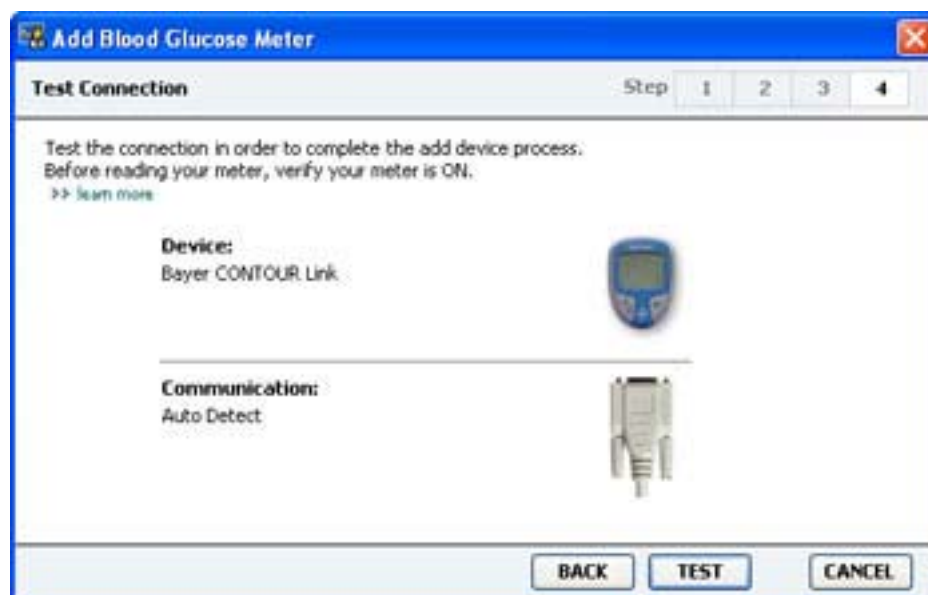 Add Blood Glucose Meter
Test Connection
Step 1 2 3 4
Test the connection in order to complete the add device process.
Before reading your meter, verify your meter is ON.
>> learn more
Device:
Bayer CONTOUR Link
Communication:
Auto Detect
BACK TEST CANCEL